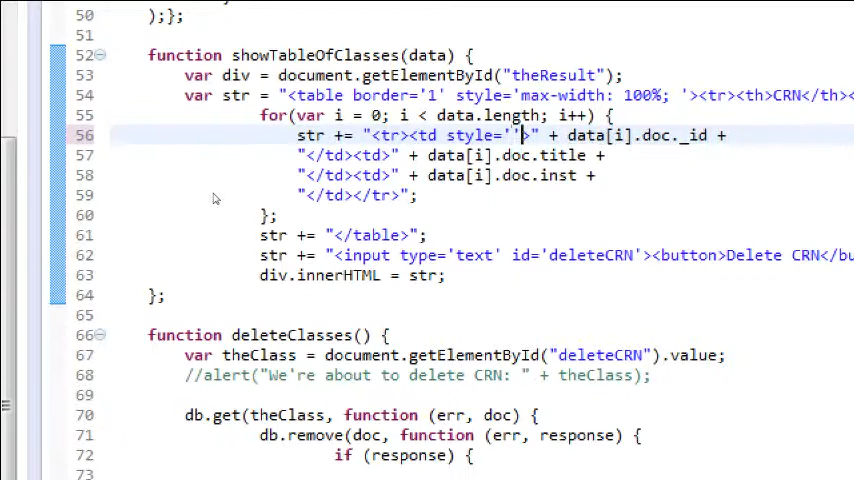 50 );};
51
52 function showTableOfClasses(data) {
53 var div = document.getElementById("theResult");
54 var str = "<table border='1' style='max-width: 100%; '><tr><th>CRN</th><
55 for(var i = 0; i < data.length; i++) {
56 str += "<tr><td style=''>" + data[i].doc._id +
57 "</td><td>" + data[i].doc.title +
58 "</td><td>" + data[i].doc.inst +
59 "</td></tr>";
60 };
61 str += "</table>";
62 str += "<input type='text' id='deleteCRN'><button>Delete CRN</bu
63 div.innerHTML = str;
64 };
65
66 function deleteClasses() {
67 var theClass = document.getElementById("deleteCRN").value;
68 //alert("We're about to delete CRN: " + theClass);
69
70 db.get(theClass, function (err, doc) {
71 db.remove(doc, function (err, response) {
72 if (response) {
73